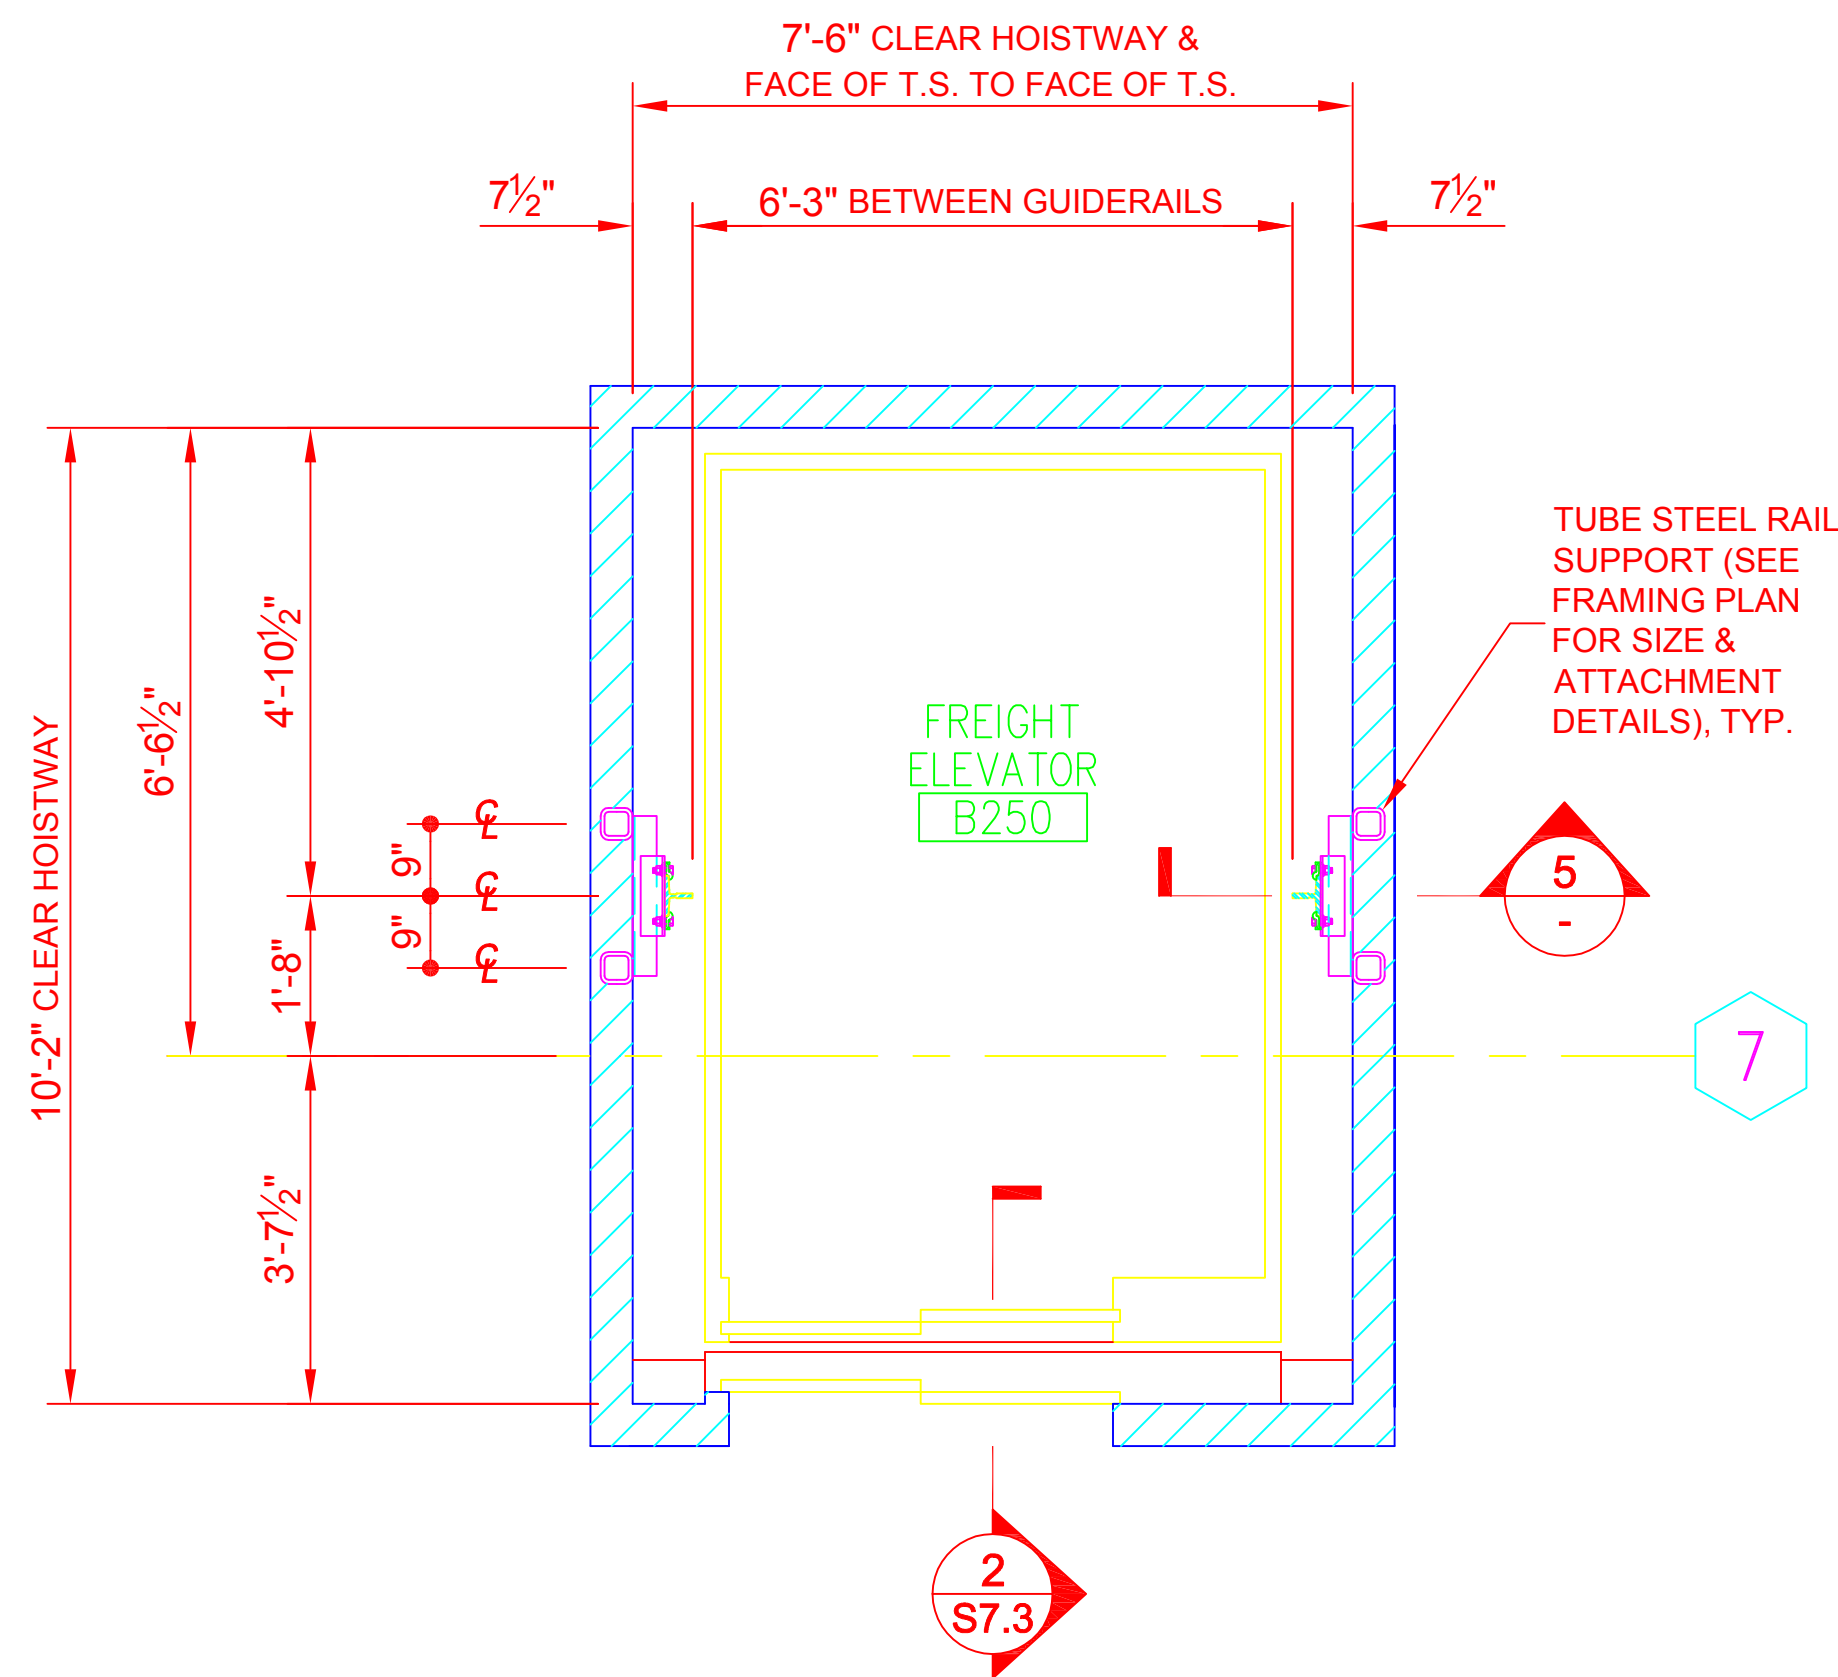 7'-6" CLEAR HOISTWAY &
FACE OF T.S. TO FACE OF T.S.
7½"
6'-3" BETWEEN GUIDERAILS
7½"
10'-2" CLEAR HOISTWAY
6'-6½"
4'-10½"
1'-8"
3'-7½"
9"
9"
℄
℄
℄
FREIGHT
ELEVATOR
B250
TUBE STEEL RAIL
SUPPORT (SEE
FRAMING PLAN
FOR SIZE &
ATTACHMENT
DETAILS), TYP.
5
-
7
2
S7.3